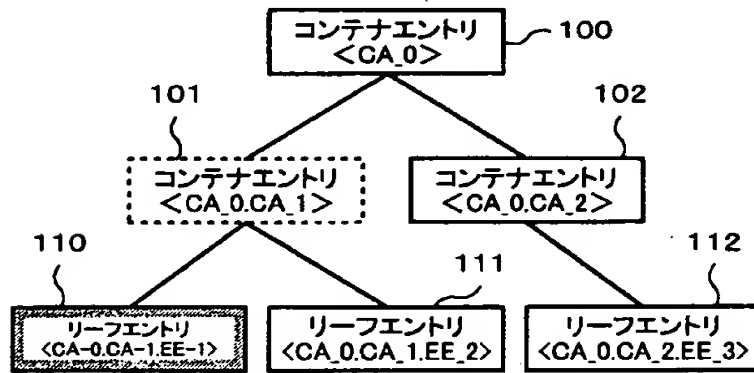 コンテナエントリ
<CA_0>
100
101
102
コンテナエントリ
<CA_0.CA_1>
コンテナエントリ
<CA_0.CA_2>
110
111
112
リーフエントリ
<CA-0.CA-1.EE-1>
リーフエントリ
<CA_0.CA_1.EE_2>
リーフエントリ
<CA_0.CA_2.EE_3>